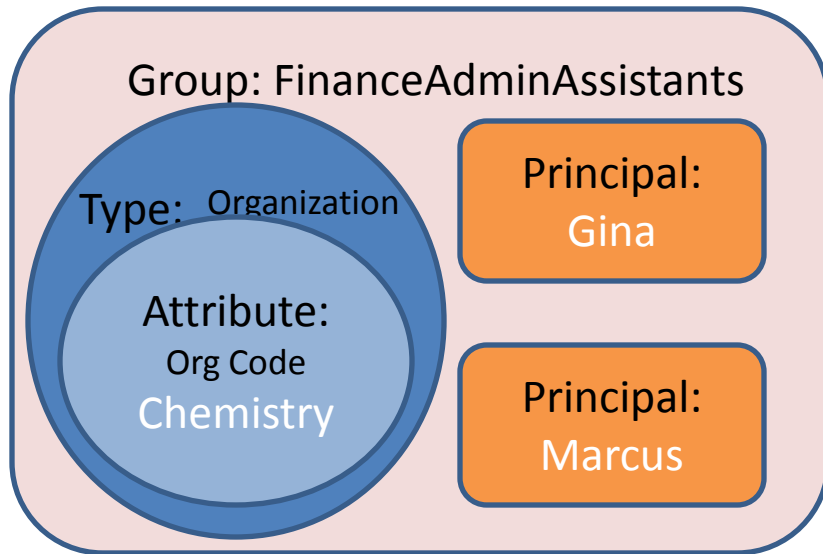 Group: FinanceAdminAssistants
Type: Organization
Attribute:
Org Code
Chemistry
Principal:
Gina
Principal:
Marcus